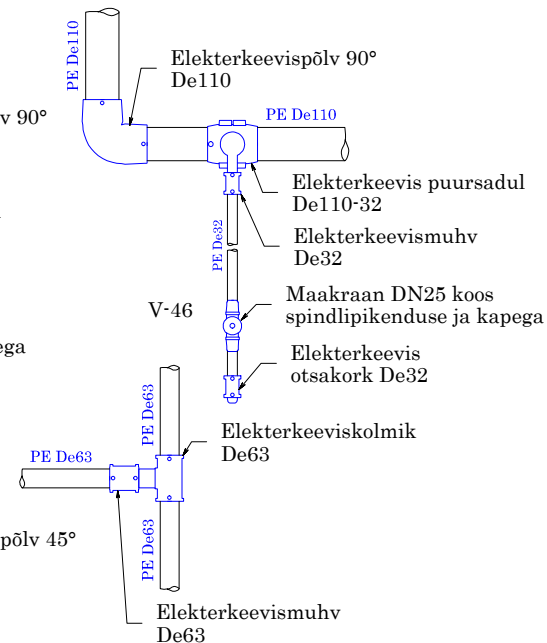 PE De110
Elekterkeevispõlv 90°
De110
v 90°
PE De110
Elekterkeevis puursadul
De110-32
PE De32
Elekterkeevismuhv
De32
V-46
Maakraan DN25 koos
spindlipikenduse ja kapega
ega
Elekterkeevis
otsakork De32
PE De63
Elekterkeeviskolmik
De63
PE De63
PE De63
põlv 45°
Elekterkeevismuhv
De63